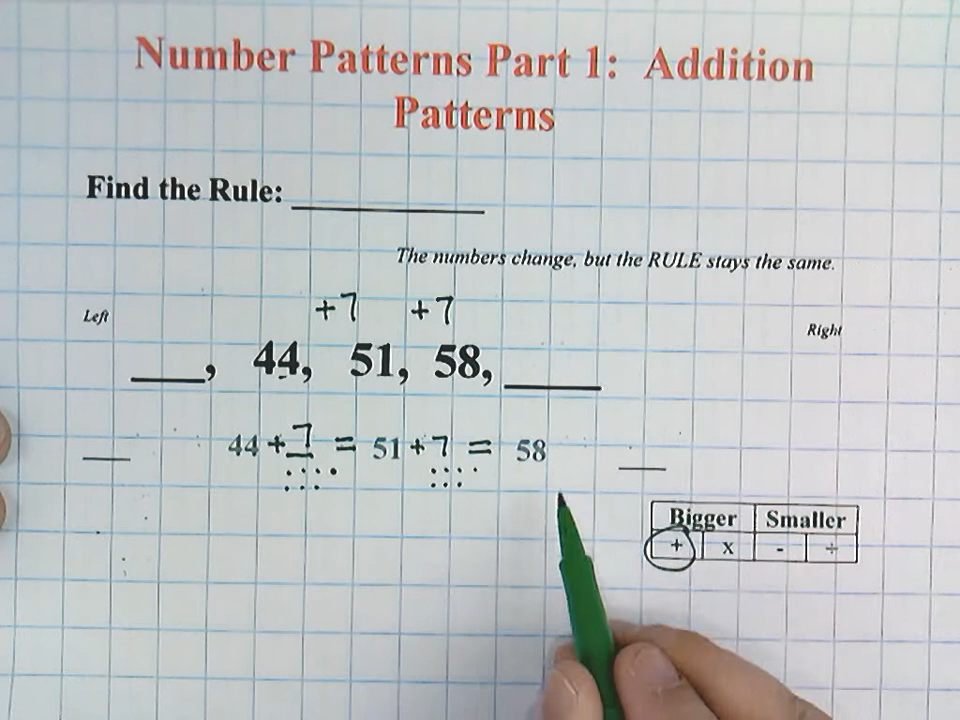 Number Patterns Part 1: Addition
Patterns
Find the Rule: __________
The numbers change, but the RULE stays the same.
+7 +7
Left
Right
___, 44, 51, 58, ____
44 + 7 = 51 + 7 = 58
Bigger Smaller
+ x - ÷